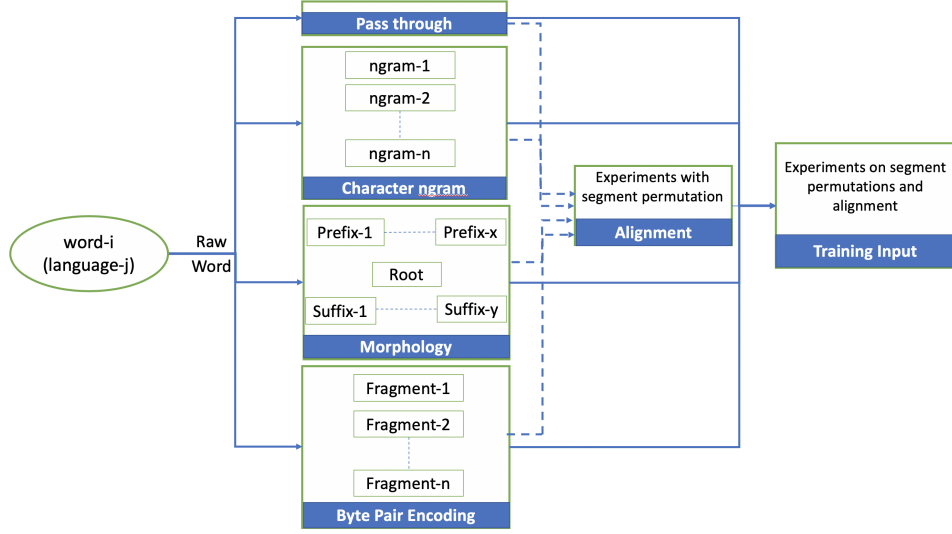 Pass through
ngram-1
ngram-2
ngram-n
Character ngram
word-i
(language-j)
Raw
Word
Prefix-1
Prefix-x
Root
Suffix-1
Suffix-y
Morphology
Fragment-1
Fragment-2
Fragment-n
Byte Pair Encoding
Experiments with
segment permutation
Alignment
Experiments on segment
permutations and
alignment
Training Input